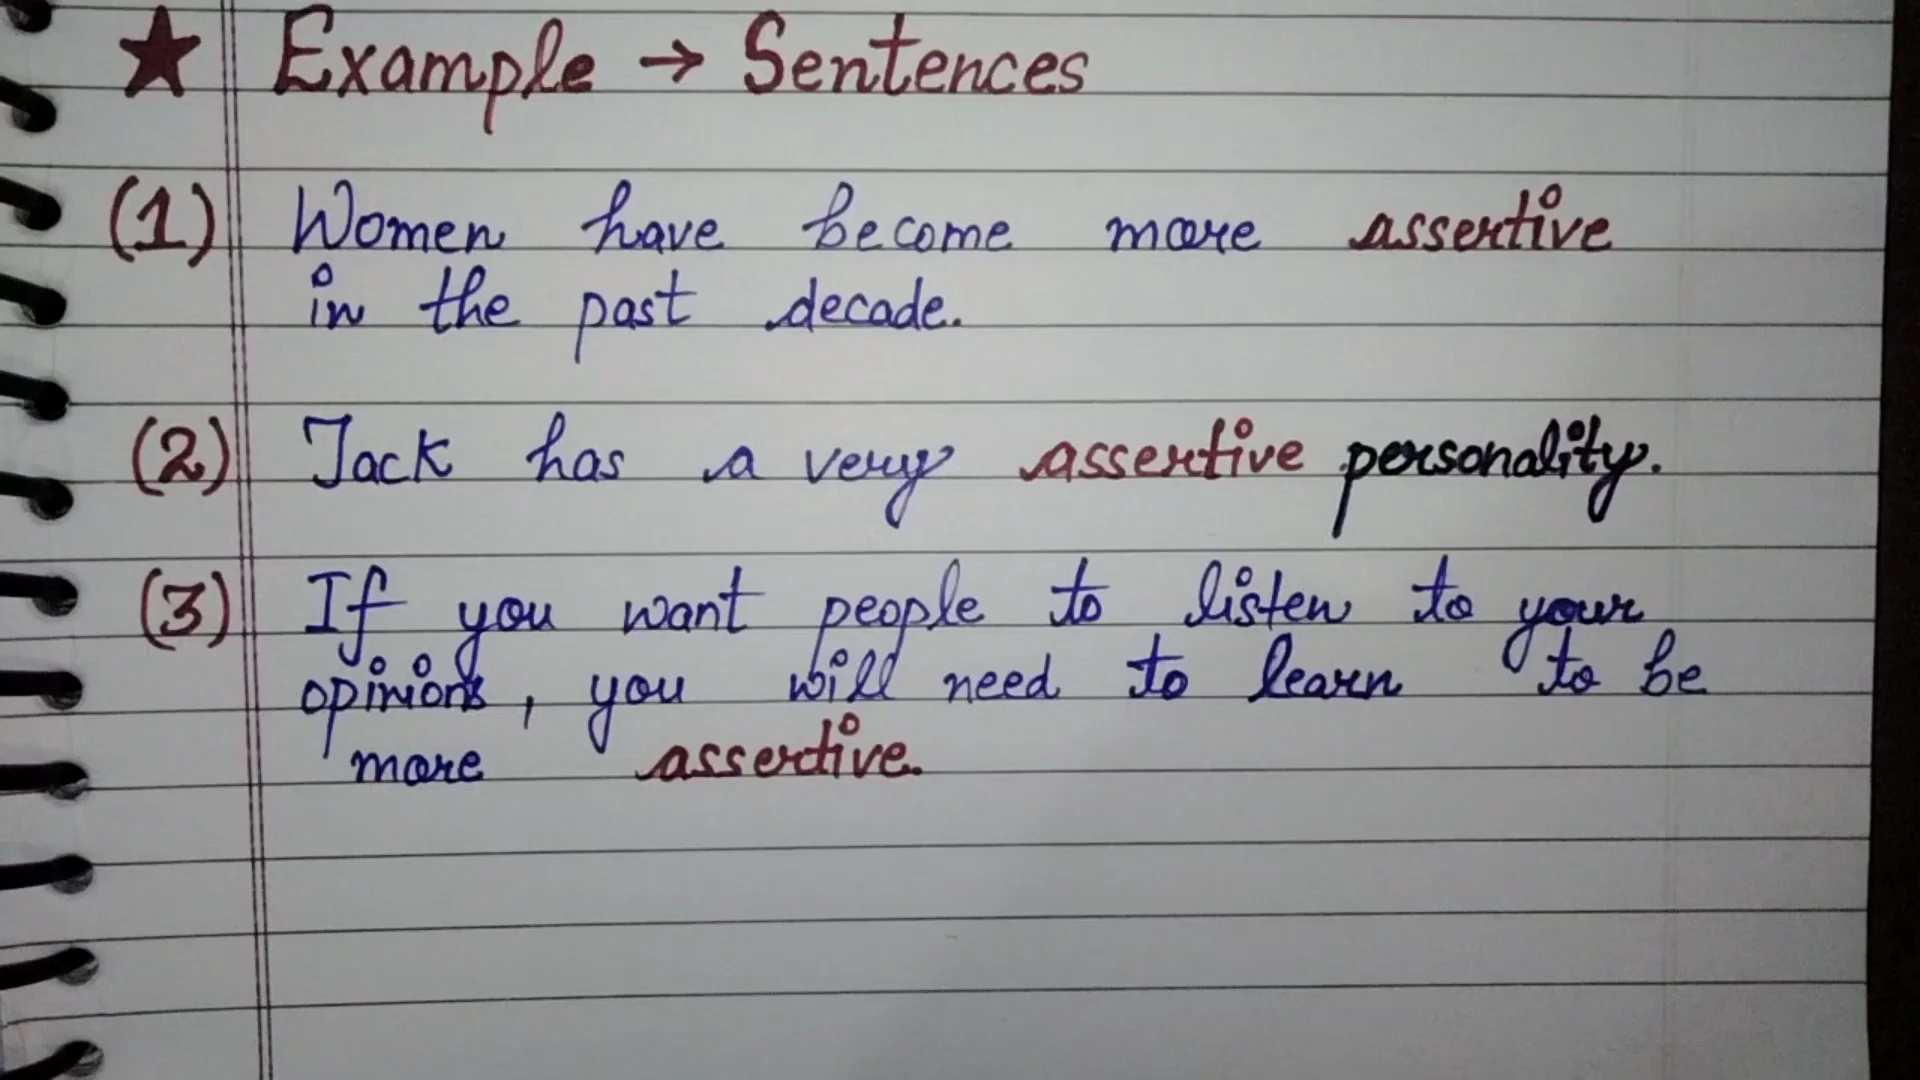 ★ Example → Sentences
(1) Women have become more assertive
in the past decade.
(2) Jack has a very assertive personality.
(3) If you want people to listen to your
opinions, you will need to learn to be
more assertive.